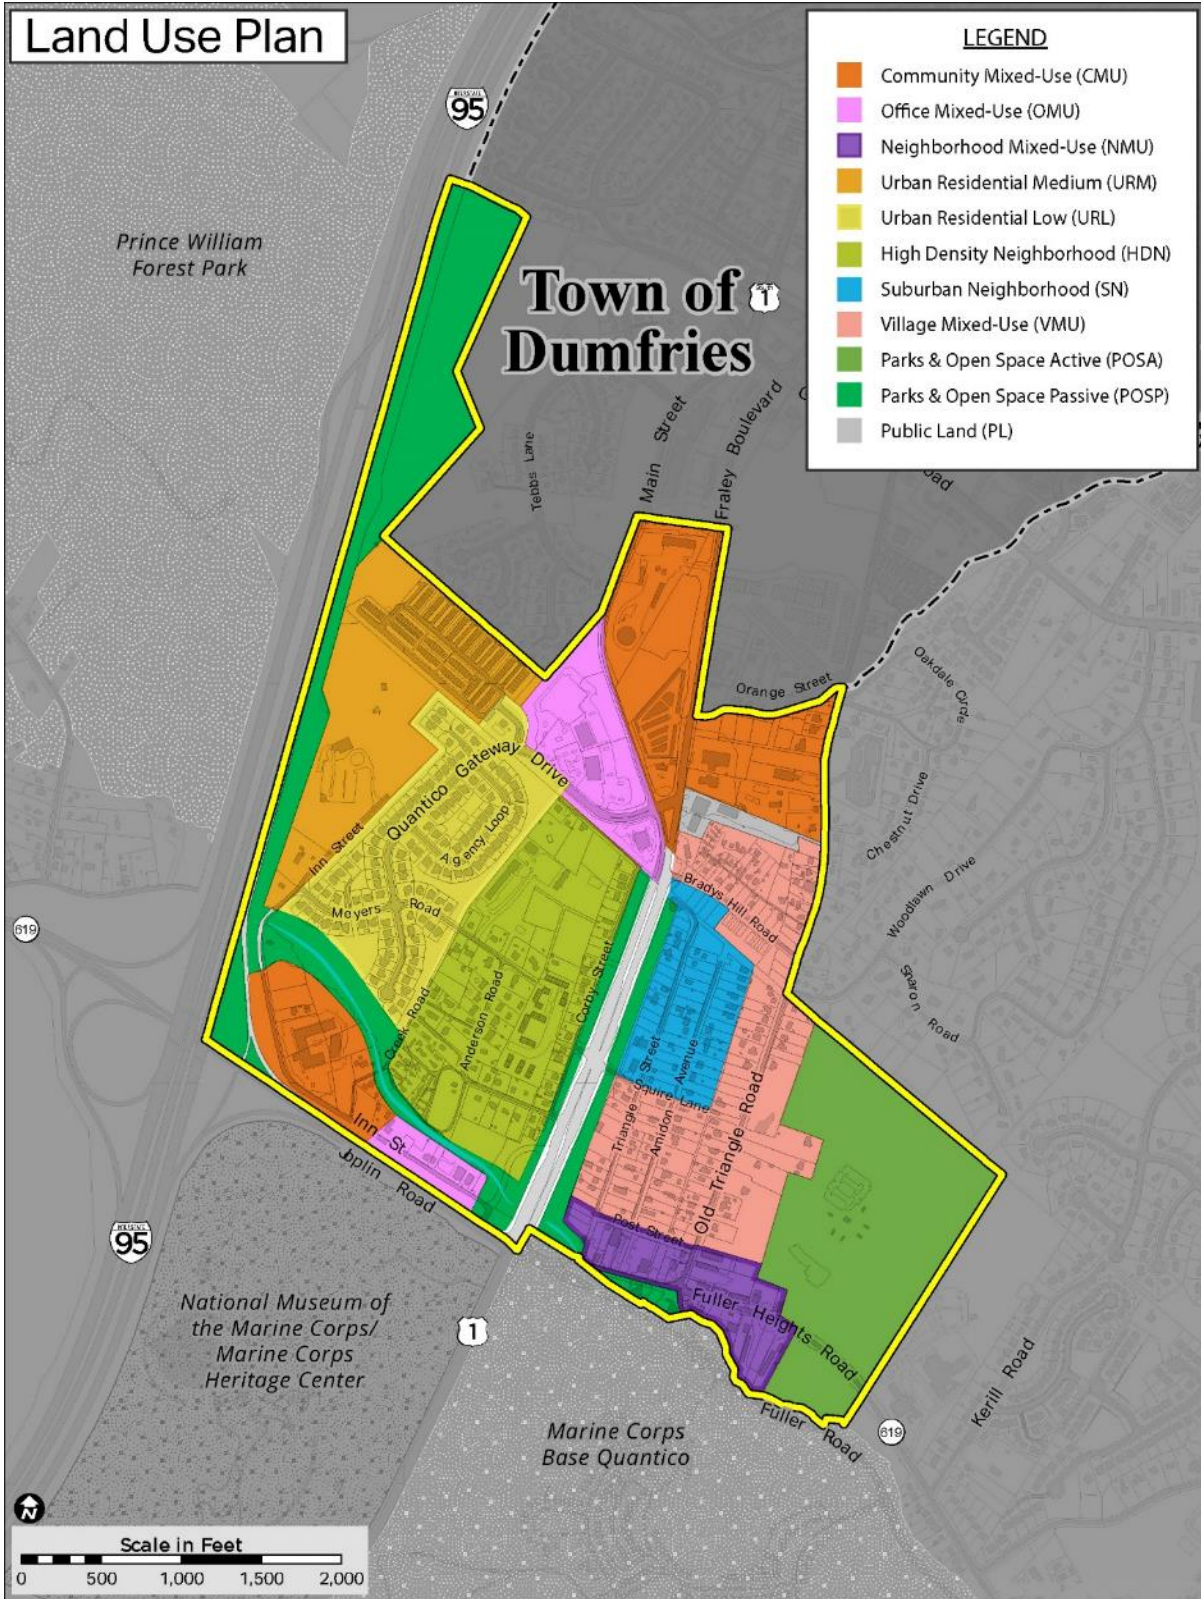 Land Use Plan
LEGEND
Community Mixed-Use (CMU)
Office Mixed-Use (OMU)
Neighborhood Mixed-Use (NMU)
Urban Residential Medium (URM)
Urban Residential Low (URL)
High Density Neighborhood (HDN)
Suburban Neighborhood (SN)
Village Mixed-Use (VMU)
Parks & Open Space Active (POSA)
Parks & Open Space Passive (POSP)
Public Land (PL)
INTERSTATE
95
Prince William
Forest Park
Town of
Dumfries
1
Main Street
Fraley Boulevard
Tebbs Lane
oad
Orange Street
Oakdale Circle
Quantico Gateway Drive
Algency Loop
Inn Street
Meyers Road
Chestnut Drive
Bradys Hill Road
Woodlawn Drive
619
Creek Road
Anderson Road
Corby Street
Sharon Road
Triangle Street
Amidon Avenue
Squire Lane
Old Triangle Road
Inn St
Joplin Road
Post Street
Fuller Heights Road
INTERSTATE
95
National Museum of
the Marine Corps/
Marine Corps
Heritage Center
1
Kerill Road
Fuller Road
619
Marine Corps
Base Quantico
N
Scale in Feet
0 500 1,000 1,500 2,000